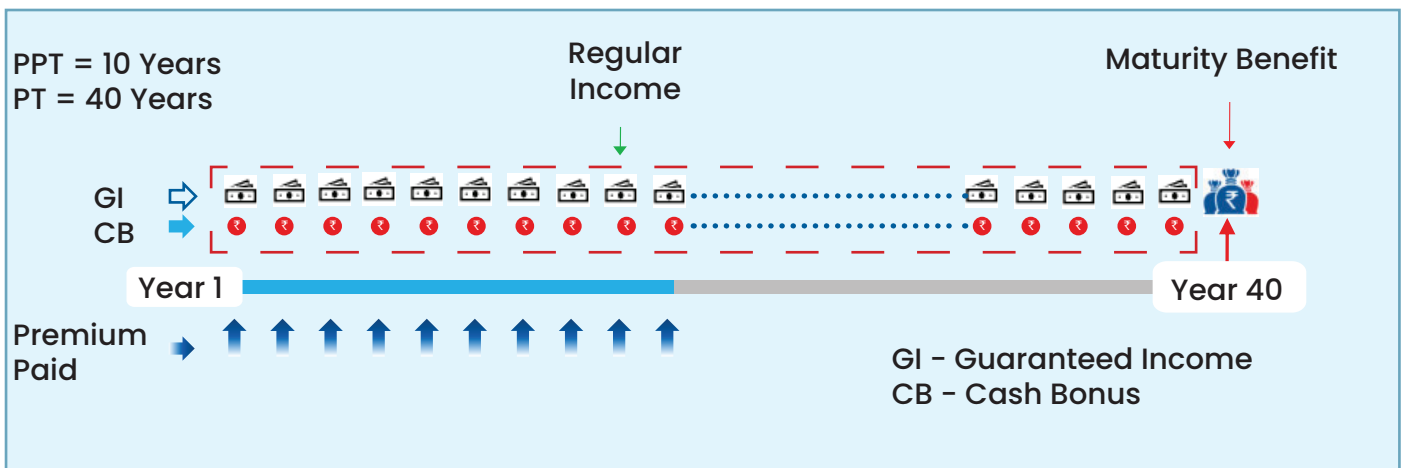 PPT = 10 Years
PT = 40 Years
Regular
Income
Maturity Benefit
GI
CB
Year 1
Year 40
Premium
Paid
GI - Guaranteed Income
CB - Cash Bonus